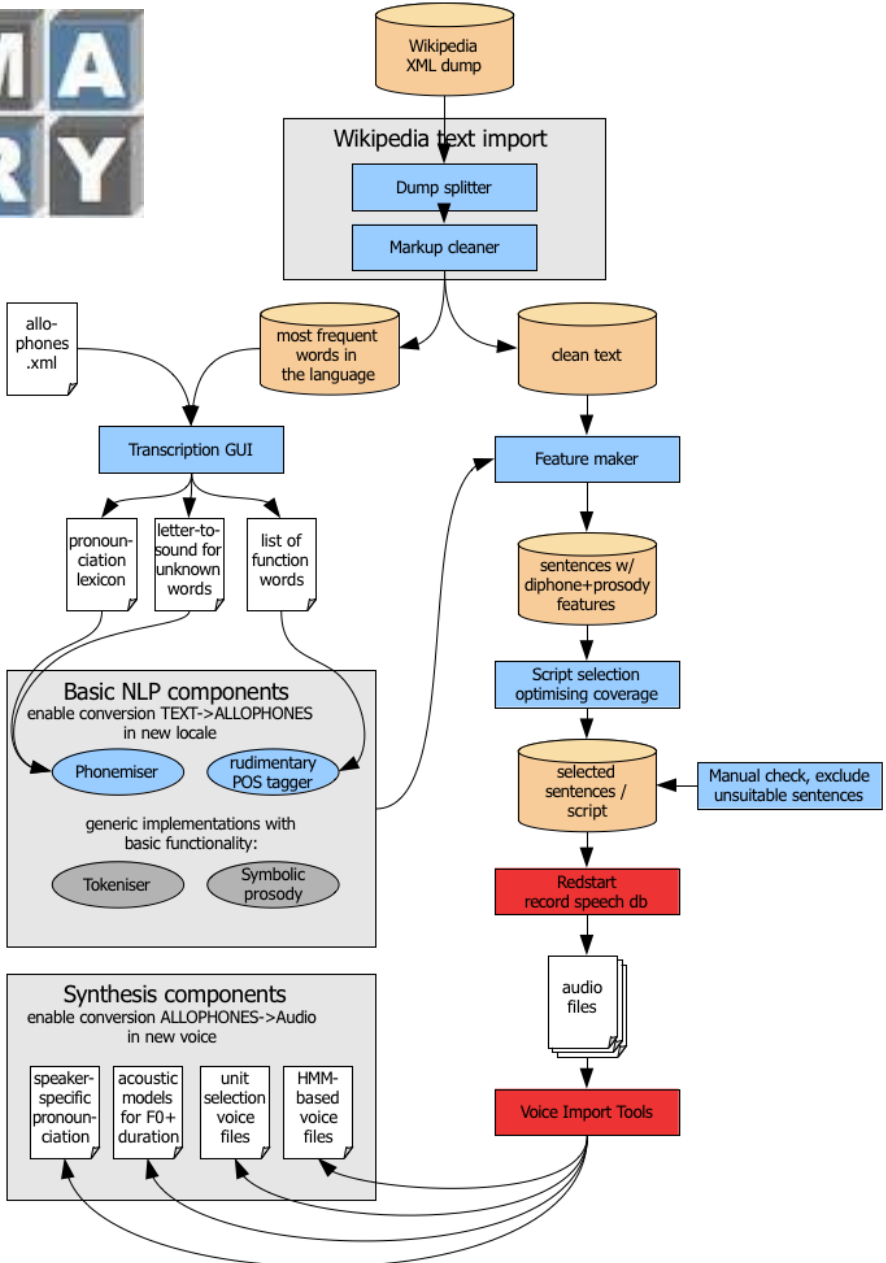 M A
R Y
Wikipedia
XML dump
Wikipedia text import
Dump splitter
Markup cleaner
allo-
phones
.xml
most frequent
words in
the language
clean text
Transcription GUI
Feature maker
pronoun-
ciation
lexicon
letter-to-
sound for
unknown
words
list of
function
words
sentences w/
diphone+prosody
features
Basic NLP components
enable conversion TEXT->ALLOPHONES
in new locale
Phonemiser
rudimentary
POS tagger
generic implementations with
basic functionality:
Tokeniser
Symbolic
prosody
Script selection
optimising coverage
selected
sentences /
script
Manual check, exclude
unsuitable sentences
Redstart
record speech db
audio
files
Synthesis components
enable conversion ALLOPHONES->Audio
in new voice
speaker-
specific
pronoun-
ciation
acoustic
models
for F0+
duration
unit
selection
voice
files
HMM-
based
voice
files
Voice Import Tools